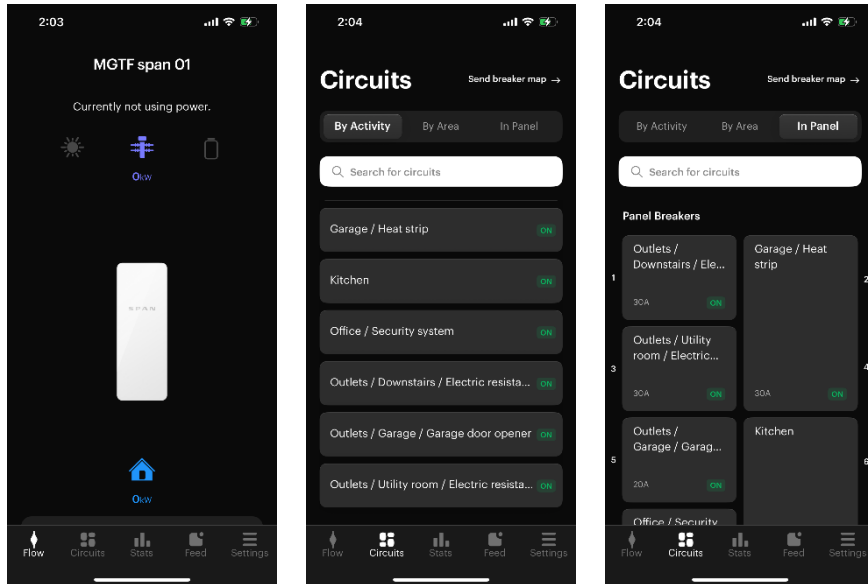 2:03
MGTF span 01
Currently not using power.
0kW
SPAN
0kW
Flow
Circuits
Stats
Feed
Settings
2:04
Circuits
Send breaker map →
By Activity
By Area
In Panel
Search for circuits
Garage / Heat strip
ON
Kitchen
ON
Office / Security system
ON
Outlets / Downstairs / Electric resista...
ON
Outlets / Garage / Garage door opener
ON
Outlets / Utility room / Electric resista...
ON
Flow
Circuits
Stats
Feed
Settings
2:04
Circuits
Send breaker map →
By Activity
By Area
In Panel
Search for circuits
Panel Breakers
1
Outlets /
Downstairs / Ele...
30A
ON
Garage / Heat
strip
30A
ON
2
4
3
Outlets / Utility
room / Electric...
30A
ON
5
Outlets /
Garage / Garag...
20A
ON
Kitchen
6
Office / Security
Flow
Circuits
Stats
Feed
Settings